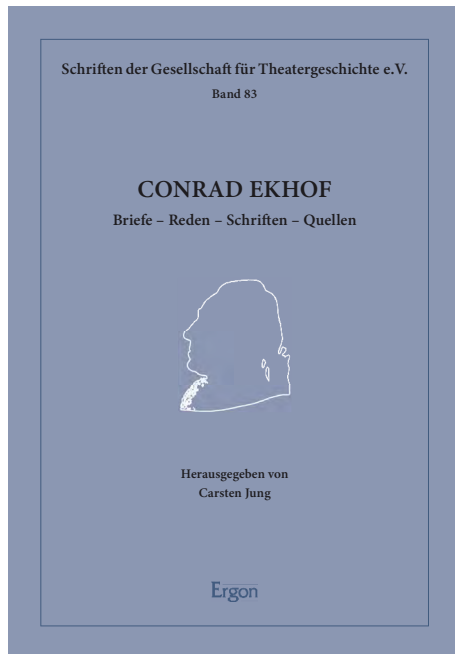 Schriften der Gesellschaft für Theatergeschichte e.V.
Band 83
CONRAD EKHOF
Briefe – Reden – Schriften – Quellen
Herausgegeben von
Carsten Jung
Ergon